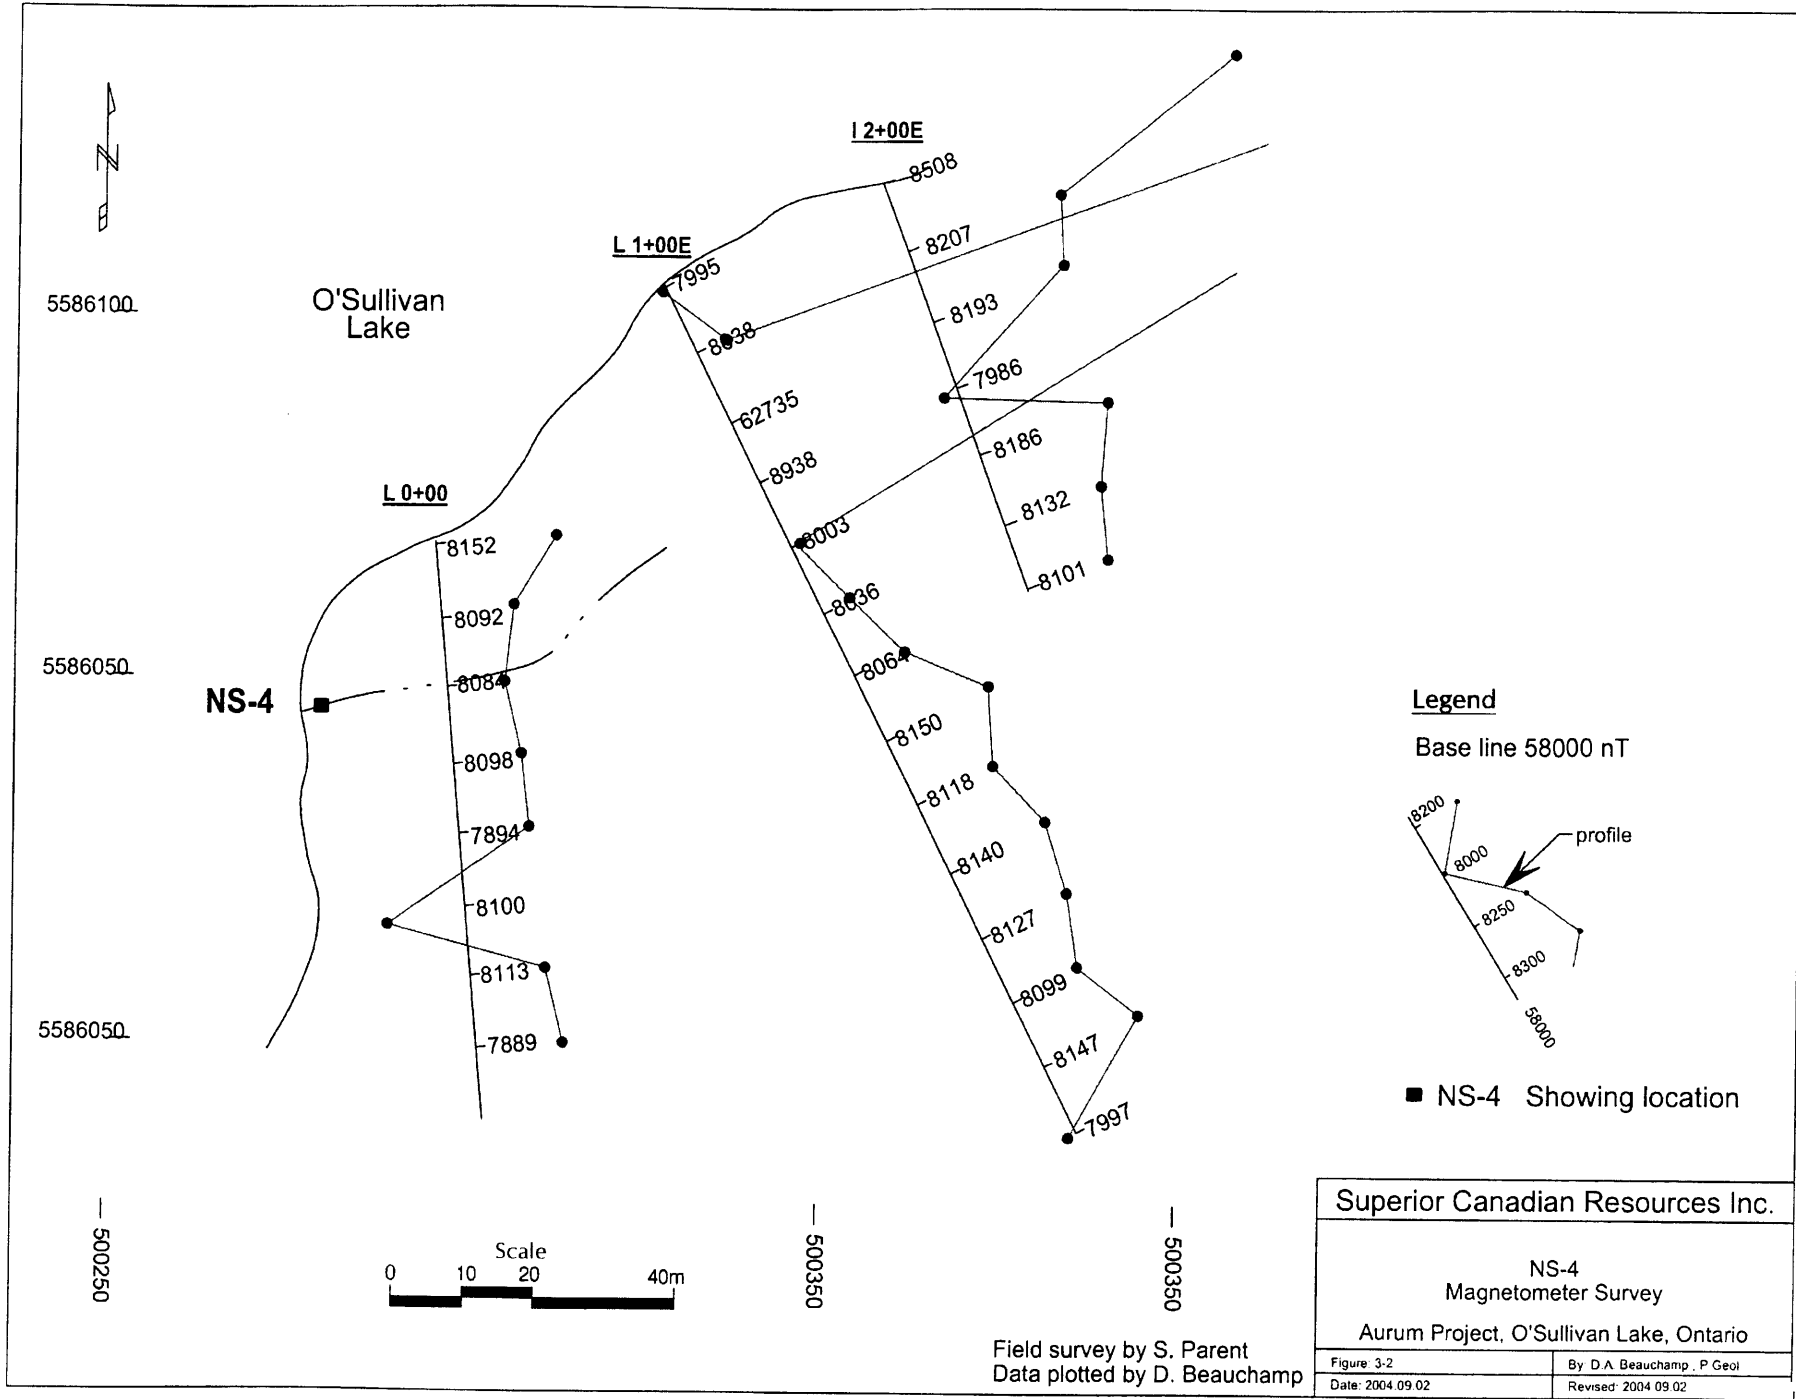 N
I 2+00E
8508
8207
8193
7986
8186
8132
8101
L 1+00E
7995
8038
62735
8938
8003
8036
8064
8150
8118
8140
8127
8099
8147
7997
O'Sullivan
Lake
L 0+00
8152
8092
8084
8098
7894
8100
8113
7889
NS-4
5586100
5586050
5586050
500250
500350
500350
Scale
0 10 20 40m
Legend
Base line 58000 nT
8200
8000
8250
8300
58000
profile
NS-4 Showing location
Field survey by S. Parent
Data plotted by D. Beauchamp
Superior Canadian Resources Inc.
NS-4
Magnetometer Survey
Aurum Project, O'Sullivan Lake, Ontario
Figure: 3-2
By D.A. Beauchamp, P.Geol
Date: 2004.09.02
Revised: 2004 09.02